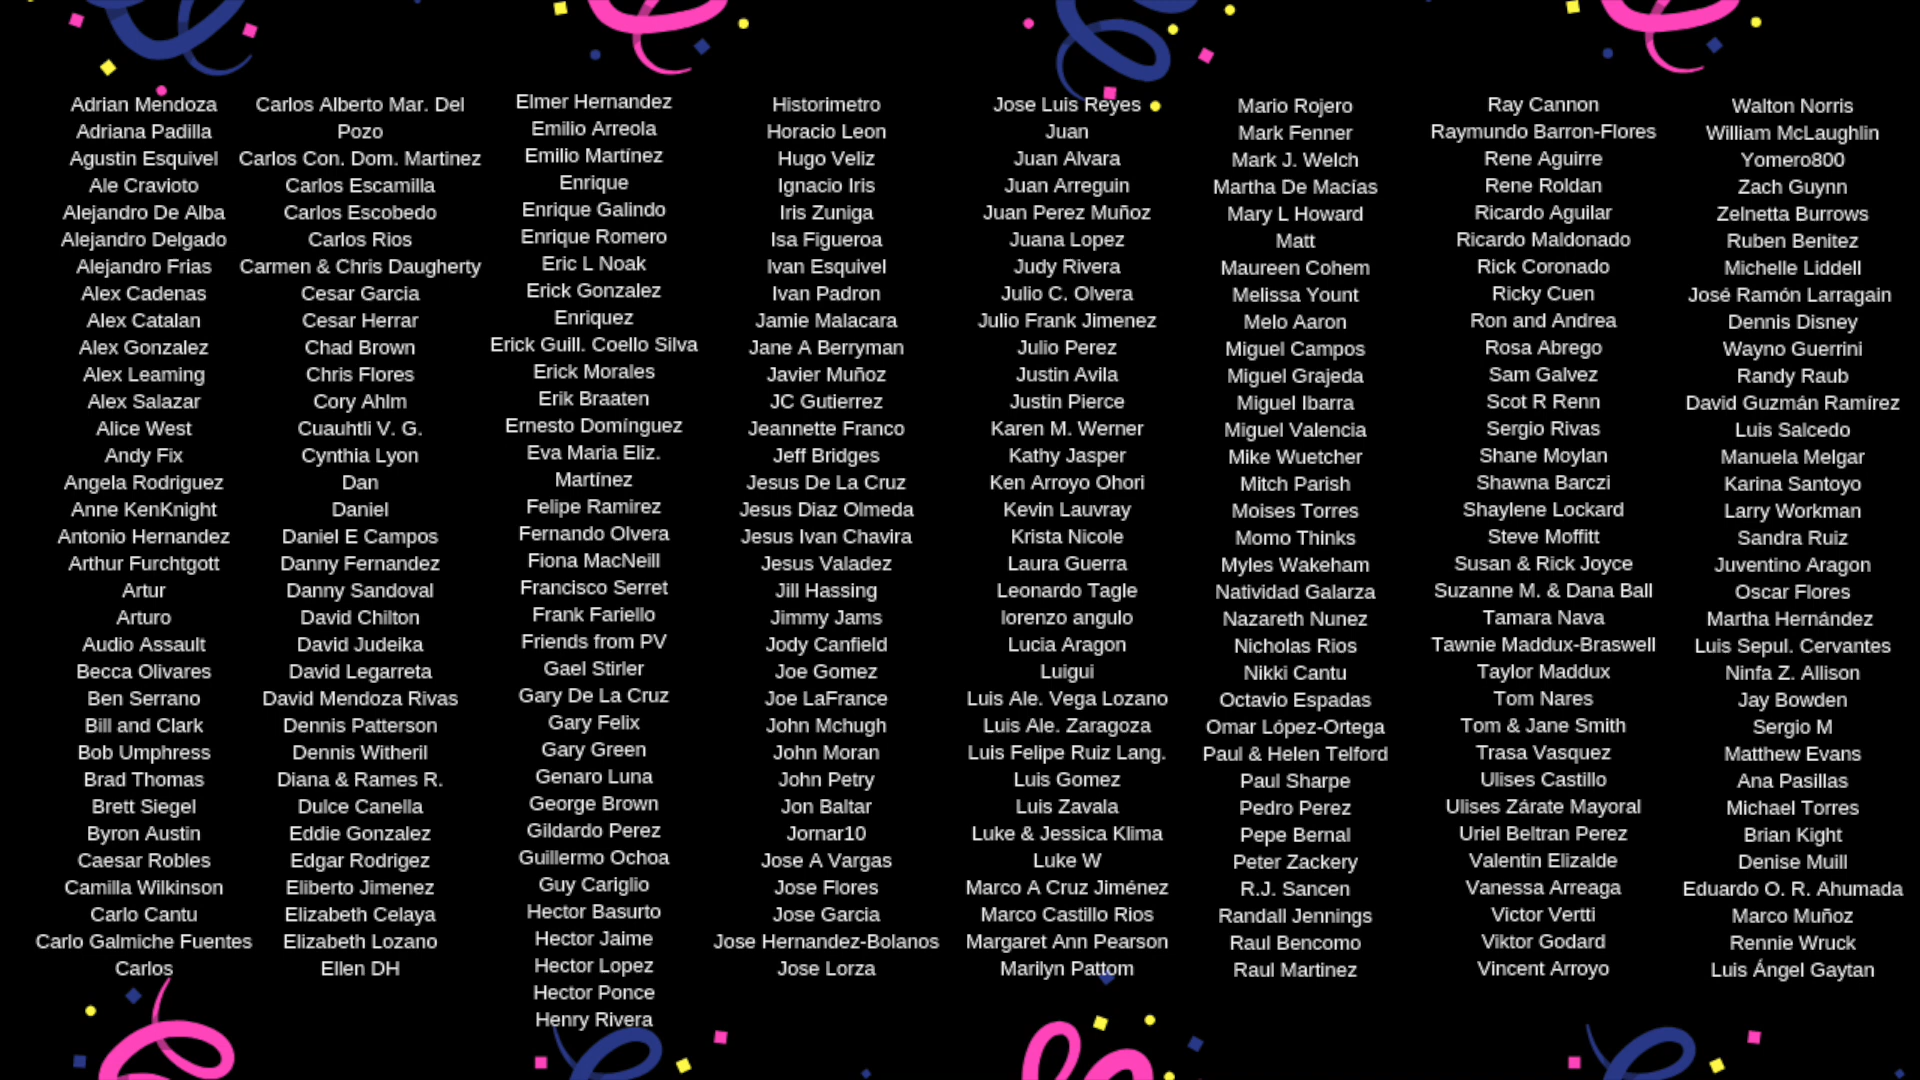 Adrian Mendoza
Adriana Padilla
Agustin Esquivel
Ale Cravioto
Alejandro De Alba
Alejandro Delgado
Alejandro Frias
Alex Cadenas
Alex Catalan
Alex Gonzalez
Alex Leaming
Alex Salazar
Alice West
Andy Fix
Angela Rodriguez
Anne KenKnight
Antonio Hernandez
Arthur Furchtgott
Artur
Arturo
Audio Assault
Becca Olivares
Ben Serrano
Bill and Clark
Bob Umphress
Brad Thomas
Brett Siegel
Byron Austin
Caesar Robles
Camilla Wilkinson
Carlo Cantu
Carlo Galmiche Fuentes
Carlos
Carlos Alberto Mar. Del
Pozo
Carlos Con. Dom. Martinez
Carlos Escamilla
Carlos Escobedo
Carlos Rios
Carmen & Chris Daugherty
Cesar Garcia
Cesar Herrar
Chad Brown
Chris Flores
Cory Ahlm
Cuauhtli V. G.
Cynthia Lyon
Dan
Daniel
Daniel E Campos
Danny Fernandez
Danny Sandoval
David Chilton
David Judeika
David Legarreta
David Mendoza Rivas
Dennis Patterson
Dennis Witheril
Diana & Rames R.
Dulce Canella
Eddie Gonzalez
Edgar Rodrigez
Eliberto Jimenez
Elizabeth Celaya
Elizabeth Lozano
Ellen DH
Elmer Hernandez
Emilio Arreola
Emilio Martínez
Enrique
Enrique Galindo
Enrique Romero
Eric L Noak
Erick Gonzalez
Enriquez
Erick Guill. Coello Silva
Erick Morales
Erik Braaten
Ernesto Domínguez
Eva Maria Eliz.
Martínez
Felipe Ramirez
Fernando Olvera
Fiona MacNeill
Francisco Serret
Frank Fariello
Friends from PV
Gael Stirler
Gary De La Cruz
Gary Felix
Gary Green
Genaro Luna
George Brown
Gildardo Perez
Guillermo Ochoa
Guy Cariglio
Hector Basurto
Hector Jaime
Hector Lopez
Hector Ponce
Henry Rivera
Historimetro
Horacio Leon
Hugo Veliz
Ignacio Iris
Iris Zuniga
Isa Figueroa
Ivan Esquivel
Ivan Padron
Jamie Malacara
Jane A Berryman
Javier Muñoz
JC Gutierrez
Jeannette Franco
Jeff Bridges
Jesus De La Cruz
Jesus Diaz Olmeda
Jesus Ivan Chavira
Jesus Valadez
Jill Hassing
Jimmy Jams
Jody Canfield
Joe Gomez
Joe LaFrance
John Mchugh
John Moran
John Petry
Jon Baltar
Jornar10
Jose A Vargas
Jose Flores
Jose Garcia
Jose Hernandez-Bolanos
Jose Lorza
Jose Luis Reyes
Juan
Juan Alvara
Juan Arreguin
Juan Perez Muñoz
Juana Lopez
Judy Rivera
Julio C. Olvera
Julio Frank Jimenez
Julio Perez
Justin Avila
Justin Pierce
Karen M. Werner
Kathy Jasper
Ken Arroyo Ohori
Kevin Lauvray
Krista Nicole
Laura Guerra
Leonardo Tagle
lorenzo angulo
Lucia Aragon
Luigui
Luis Ale. Vega Lozano
Luis Ale. Zaragoza
Luis Felipe Ruiz Lang.
Luis Gomez
Luis Zavala
Luke & Jessica Klima
Luke W
Marco A Cruz Jiménez
Marco Castillo Rios
Margaret Ann Pearson
Marilyn Pattom
Mario Rojero
Mark Fenner
Mark J. Welch
Martha De Macías
Mary L Howard
Matt
Maureen Cohem
Melissa Yount
Melo Aaron
Miguel Campos
Miguel Grajeda
Miguel Ibarra
Miguel Valencia
Mike Wuetcher
Mitch Parish
Moises Torres
Momo Thinks
Myles Wakeham
Natividad Galarza
Nazareth Nunez
Nicholas Rios
Nikki Cantu
Octavio Espadas
Omar López-Ortega
Paul & Helen Telford
Paul Sharpe
Pedro Perez
Pepe Bernal
Peter Zackery
R.J. Sancen
Randall Jennings
Raul Bencomo
Raul Martinez
Ray Cannon
Raymundo Barron-Flores
Rene Aguirre
Rene Roldan
Ricardo Aguilar
Ricardo Maldonado
Rick Coronado
Ricky Cuen
Ron and Andrea
Rosa Abrego
Sam Galvez
Scot R Renn
Sergio Rivas
Shane Moylan
Shawna Barczi
Shaylene Lockard
Steve Moffitt
Susan & Rick Joyce
Suzanne M. & Dana Ball
Tamara Nava
Tawnie Maddux-Braswell
Taylor Maddux
Tom Nares
Tom & Jane Smith
Trasa Vasquez
Ulises Castillo
Ulises Zárate Mayoral
Uriel Beltran Perez
Valentin Elizalde
Vanessa Arreaga
Victor Vertti
Viktor Godard
Vincent Arroyo
Walton Norris
William McLaughlin
Yomero800
Zach Guynn
Zelnetta Burrows
Ruben Benitez
Michelle Liddell
José Ramón Larragain
Dennis Disney
Wayno Guerrini
Randy Raub
David Guzmán Ramírez
Luis Salcedo
Manuela Melgar
Karina Santoyo
Larry Workman
Sandra Ruiz
Juventino Aragon
Oscar Flores
Martha Hernández
Luis Sepul. Cervantes
Ninfa Z. Allison
Jay Bowden
Sergio M
Matthew Evans
Ana Pasillas
Michael Torres
Brian Kight
Denise Muill
Eduardo O. R. Ahumada
Marco Muñoz
Rennie Wruck
Luis Ángel Gaytan